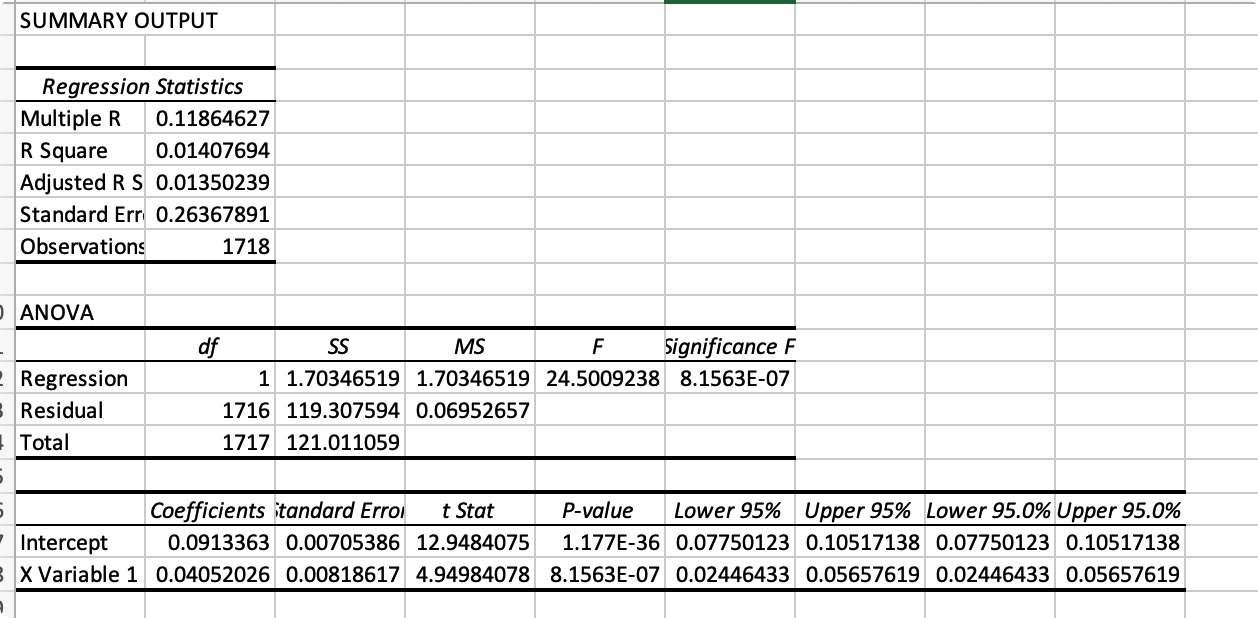 SUMMARY OUTPUT
Regression Statistics
Multiple R 0.11864627
R Square 0.01407694
Adjusted R S 0.01350239
Standard Err 0.26367891
Observations 1718
ANOVA
df SS MS F Significance F
Regression 1 1.70346519 1.70346519 24.5009238 8.1563E-07
Residual 1716 119.307594 0.06952657
Total 1717 121.011059
Coefficients Standard Error t Stat P-value Lower 95% Upper 95% Lower 95.0% Upper 95.0%
Intercept 0.0913363 0.00705386 12.9484075 1.177E-36 0.07750123 0.10517138 0.07750123 0.10517138
X Variable 1 0.04052026 0.00818617 4.94984078 8.1563E-07 0.02446433 0.05657619 0.02446433 0.05657619